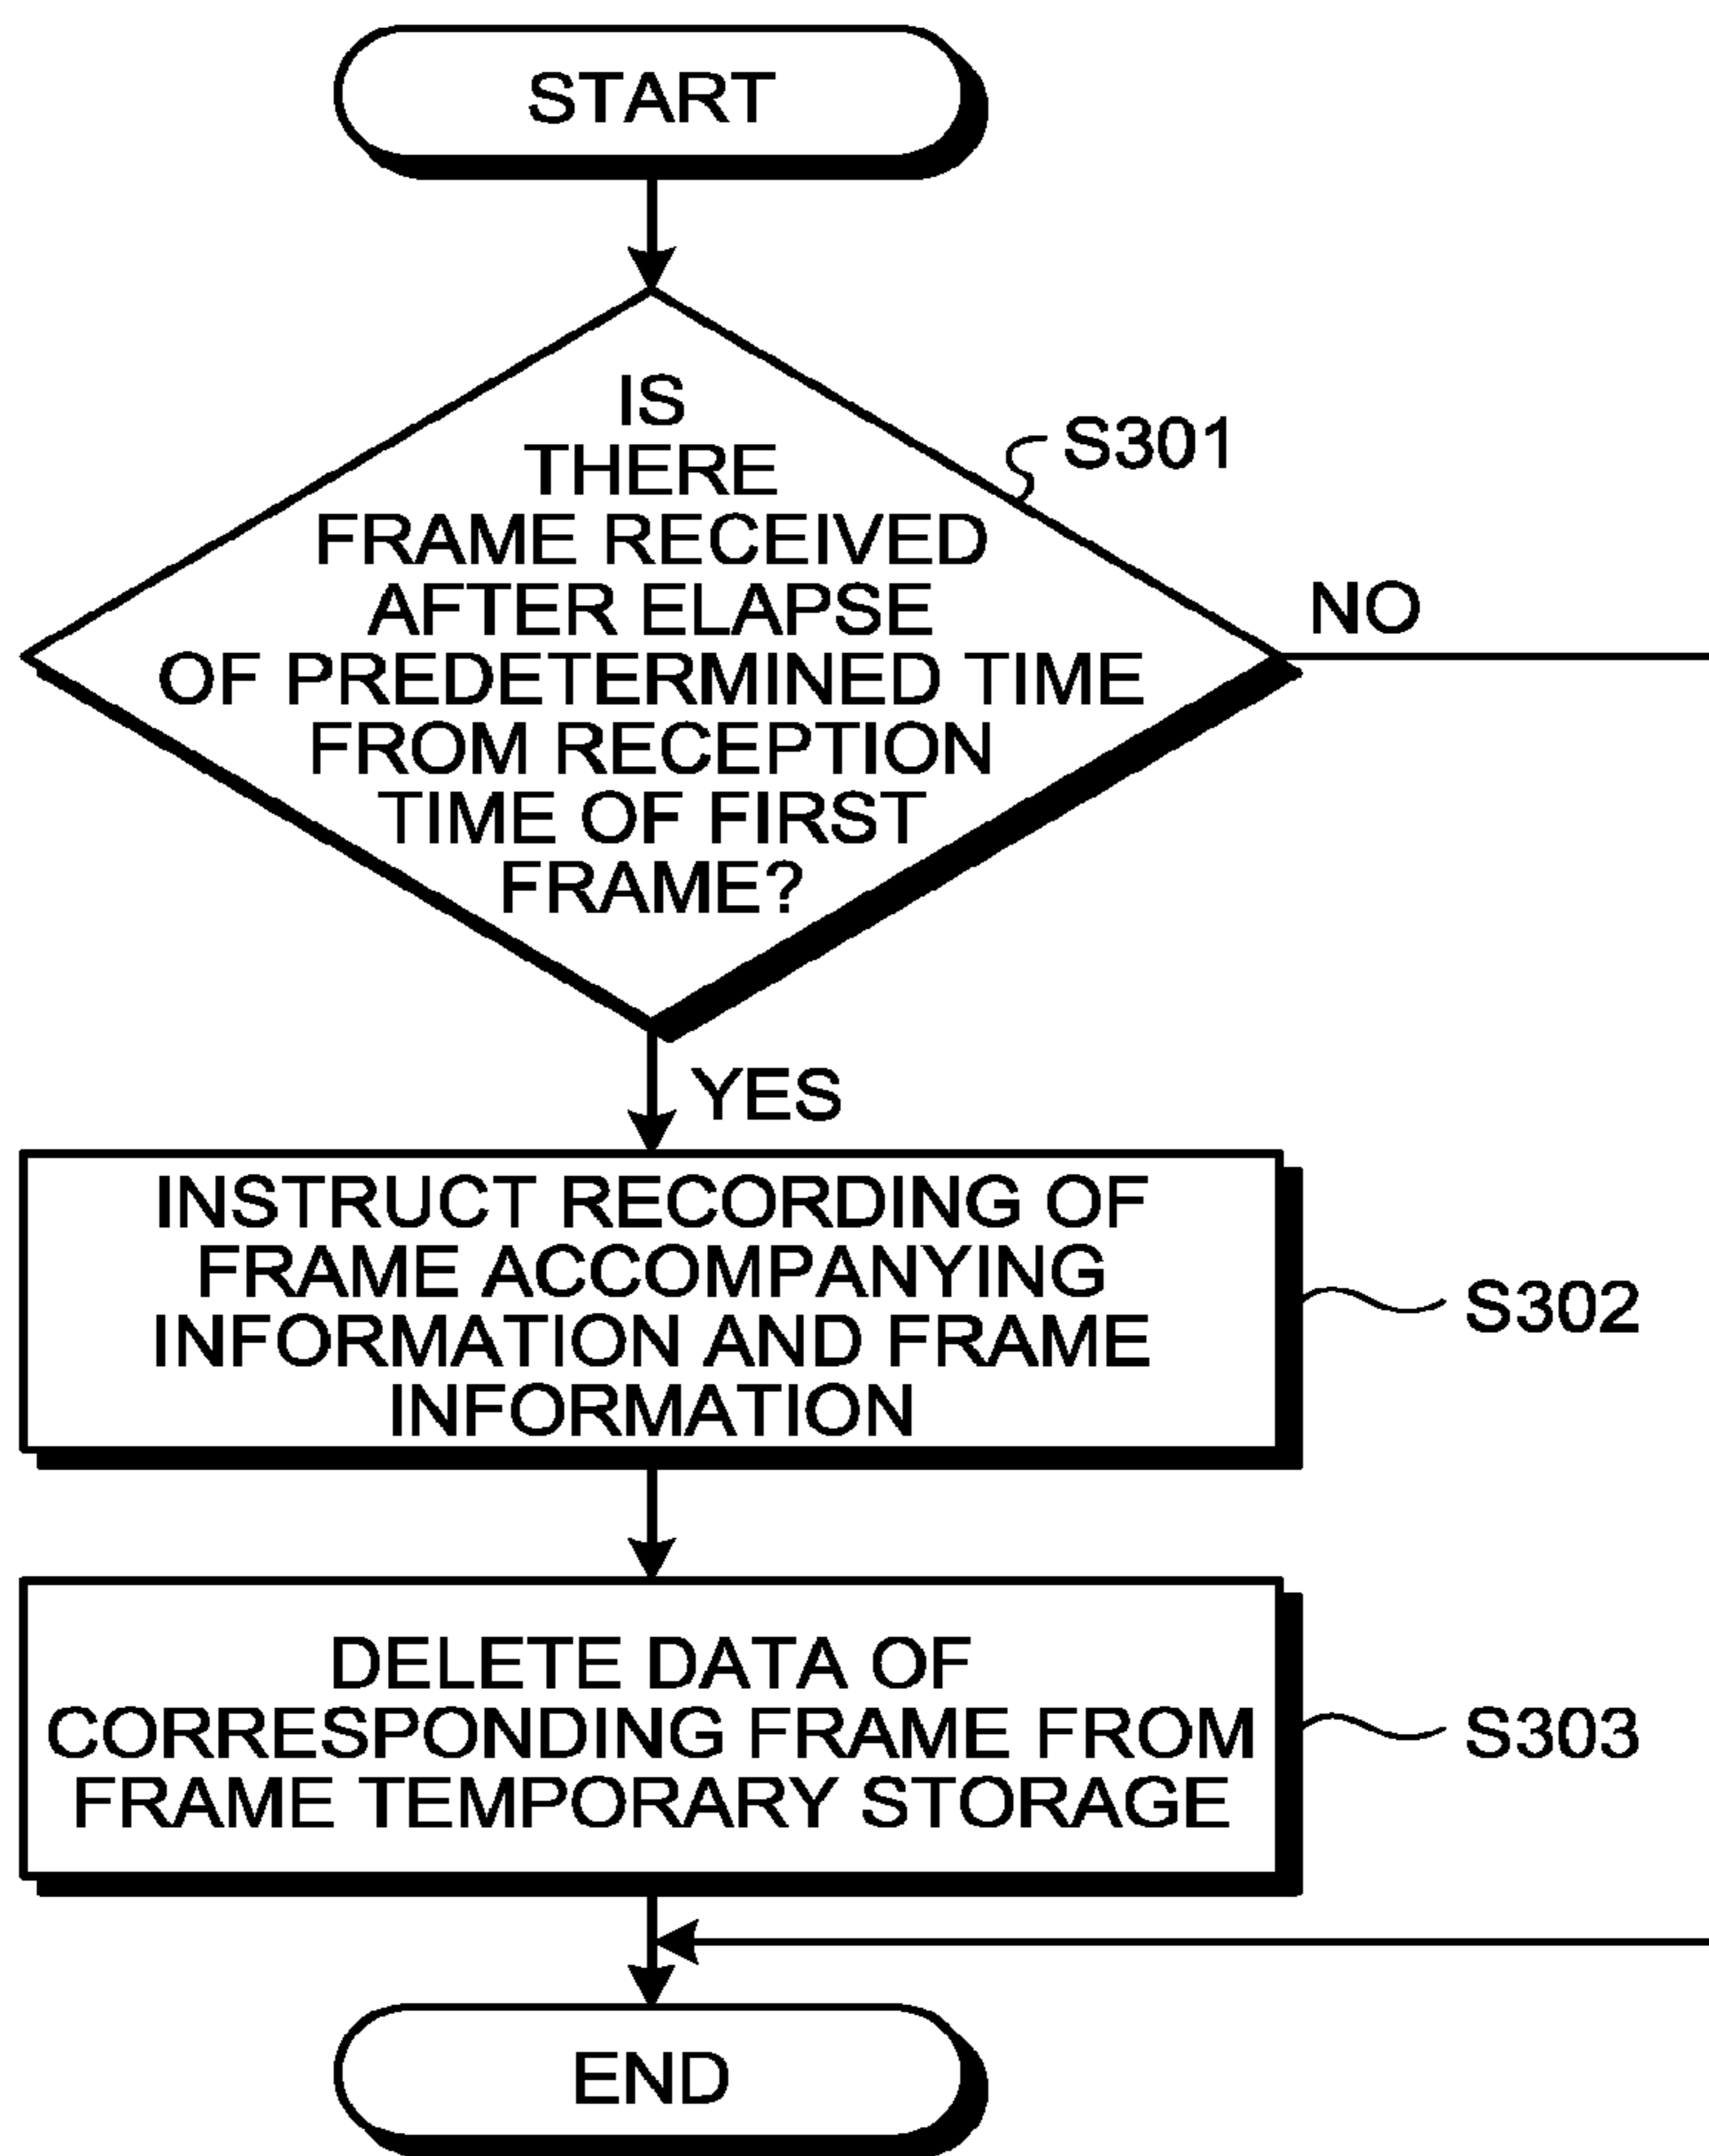 START
IS
THERE
FRAME RECEIVED
AFTER ELAPSE
OF PREDETERMINED TIME
FROM RECEPTION
TIME OF FIRST
FRAME?
S301
NO
YES
INSTRUCT RECORDING OF
FRAME ACCOMPANYING
INFORMATION AND FRAME
INFORMATION
S302
DELETE DATA OF
CORRESPONDING FRAME FROM
FRAME TEMPORARY STORAGE
S303
END